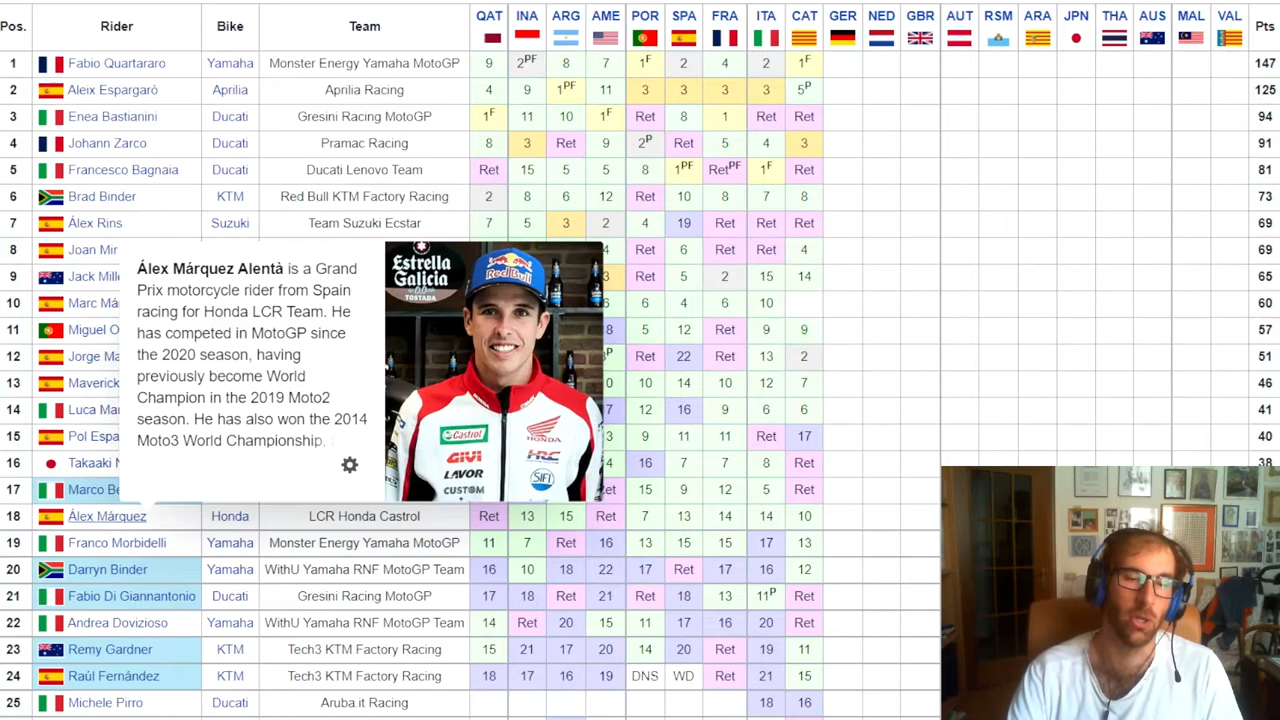 Pos. Rider Bike Team QAT INA ARG AME POR SPA FRA ITA CAT GER NED GBR AUT RSM ARA JPN THA AUS MAL VAL Pts
1 Fabio Quartararo Yamaha Monster Energy Yamaha MotoGP 9 2PF 8 7 1F 2 4 2 1F 147
2 Aleix Espargaró Aprilia Aprilia Racing 4 9 1PF 11 3 3 3 3 5P 125
3 Enea Bastianini Ducati Gresini Racing MotoGP 1F 11 10 1F Ret 8 1 Ret Ret 94
4 Johann Zarco Ducati Pramac Racing 8 3 Ret 9 2P Ret 5 4 3 91
5 Francesco Bagnaia Ducati Ducati Lenovo Team Ret 15 5 5 8 1PF RetPF 1F Ret 81
6 Brad Binder KTM Red Bull KTM Factory Racing 2 8 6 12 Ret 10 8 7 8 73
7 Álex Rins Suzuki Team Suzuki Ecstar 7 5 3 2 4 19 Ret Ret Ret 69
8 Joan Mir 4 Ret 6 Ret Ret 4 69
9 Jack Mille 3 Ret 5 2 15 14 65
10 Marc Má 6 6 4 6 10 60
11 Miguel O 8 5 12 Ret 9 9 57
12 Jorge Ma P Ret 22 Ret 13 2 51
13 Maverick 0 10 14 10 12 7 46
14 Luca Ma 7 12 16 9 6 6 41
15 Pol Espa 3 9 11 11 Ret 17 40
16 Takaaki N 4 16 7 7 8 Ret 38
17 Marco Be et 15 9 12 5 Ret
18 Álex Márquez Honda LCR Honda Castrol Ret 13 15 Ret 7 13 14 14 10
19 Franco Morbidelli Yamaha Monster Energy Yamaha MotoGP 11 7 Ret 16 13 15 15 17 13
20 Darryn Binder Yamaha WithU Yamaha RNF MotoGP Team 16 10 18 22 17 Ret 17 16 12
21 Fabio Di Giannantonio Ducati Gresini Racing MotoGP 17 18 Ret 21 Ret 18 13 11P Ret
22 Andrea Dovizioso Yamaha WithU Yamaha RNF MotoGP Team 14 Ret 20 15 11 17 16 20 Ret
23 Remy Gardner KTM Tech3 KTM Factory Racing 15 21 17 20 14 20 Ret 19 11
24 Raúl Fernández KTM Tech3 KTM Factory Racing 18 17 16 19 DNS WD Ret 21 15
25 Michele Pirro Ducati Aruba.it Racing 18 16
Álex Márquez Alentà is a Grand
Prix motorcycle rider from Spain
racing for Honda LCR Team. He
has competed in MotoGP since
the 2020 season, having
previously become World
Champion in the 2019 Moto2
season. He has also won the 2014
Moto3 World Championship,
Estrella
Galicia
0,0
TOSTADA
Red Bull
Castrol
HONDA
GIVI
HRC
LAVOR
SIFI
CUSTOM